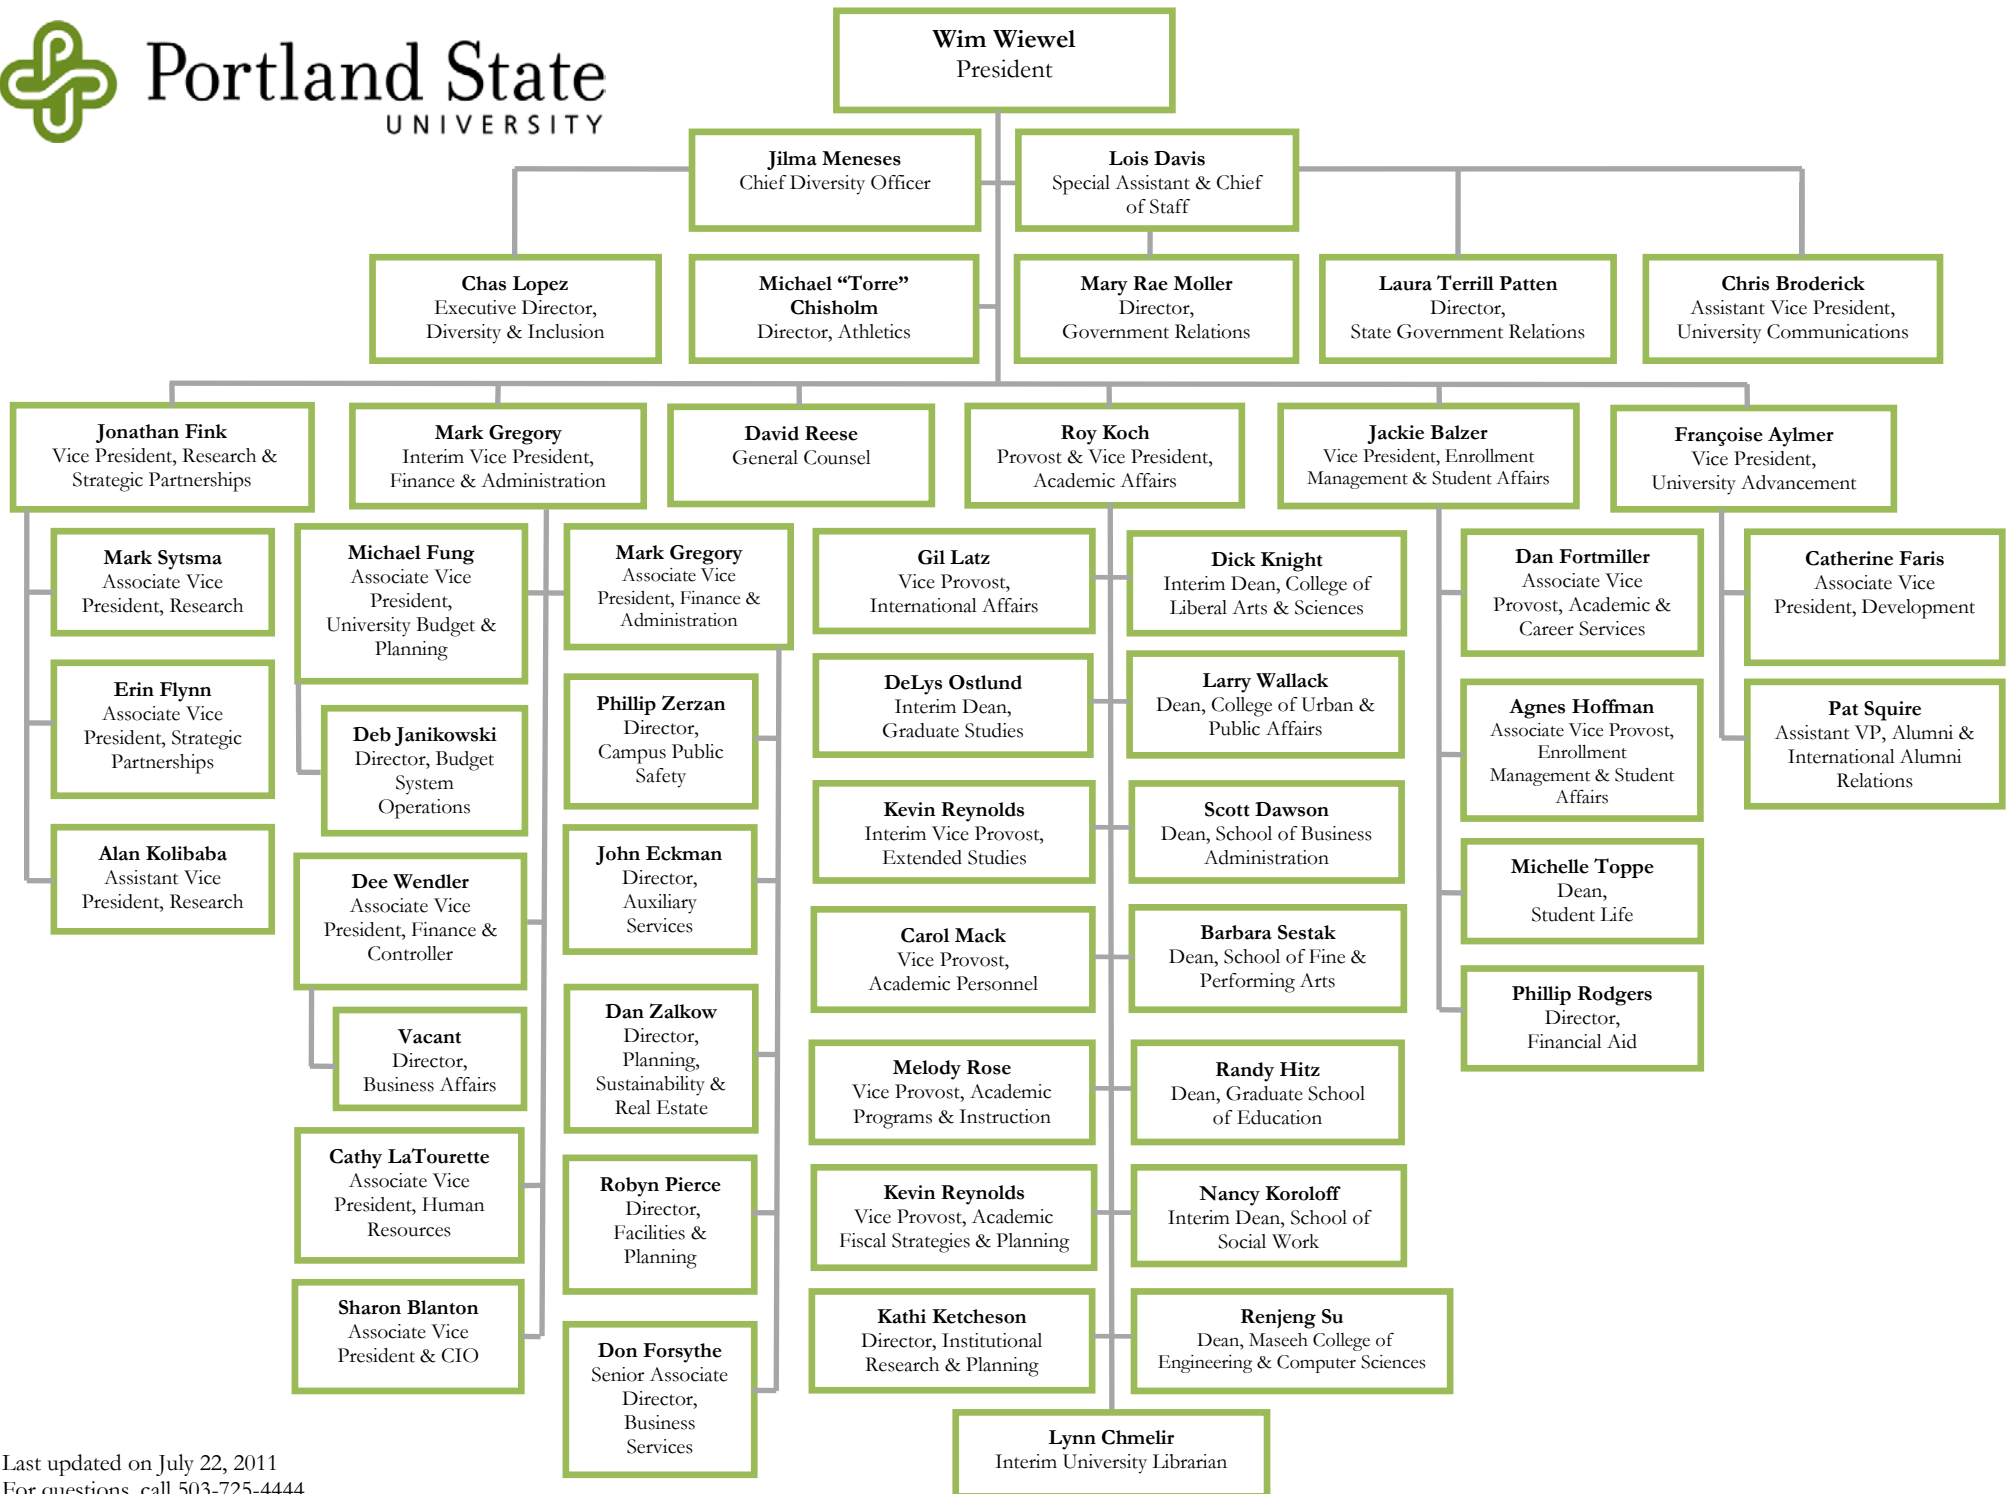 Portland State
UNIVERSITY
Wim Wiewel
President
Jilma Meneses
Chief Diversity Officer
Lois Davis
Special Assistant & Chief
of Staff
Chas Lopez
Executive Director,
Diversity & Inclusion
Michael “Torre”
Chisholm
Director, Athletics
Mary Rae Moller
Director,
Government Relations
Laura Terrill Patten
Director,
State Government Relations
Chris Broderick
Assistant Vice President,
University Communications
Jonathan Fink
Vice President, Research &
Strategic Partnerships
Mark Gregory
Interim Vice President,
Finance & Administration
David Reese
General Counsel
Roy Koch
Provost & Vice President,
Academic Affairs
Jackie Balzer
Vice President, Enrollment
Management & Student Affairs
Françoise Aylmer
Vice President,
University Advancement
Mark Sytsma
Associate Vice
President, Research
Erin Flynn
Associate Vice
President, Strategic
Partnerships
Alan Kolibaba
Assistant Vice
President, Research
Michael Fung
Associate Vice
President,
University Budget &
Planning
Deb Janikowski
Director, Budget
System
Operations
Dee Wendler
Associate Vice
President, Finance &
Controller
Vacant
Director,
Business Affairs
Cathy LaTourette
Associate Vice
President, Human
Resources
Sharon Blanton
Associate Vice
President & CIO
Mark Gregory
Associate Vice
President, Finance &
Administration
Phillip Zerzan
Director,
Campus Public
Safety
John Eckman
Director,
Auxiliary
Services
Dan Zalkow
Director,
Planning,
Sustainability &
Real Estate
Robyn Pierce
Director,
Facilities &
Planning
Don Forsythe
Senior Associate
Director,
Business
Services
Gil Latz
Vice Provost,
International Affairs
DeLys Ostlund
Interim Dean,
Graduate Studies
Kevin Reynolds
Interim Vice Provost,
Extended Studies
Carol Mack
Vice Provost,
Academic Personnel
Melody Rose
Vice Provost, Academic
Programs & Instruction
Kevin Reynolds
Vice Provost, Academic
Fiscal Strategies & Planning
Kathi Ketcheson
Director, Institutional
Research & Planning
Dick Knight
Interim Dean, College of
Liberal Arts & Sciences
Larry Wallack
Dean, College of Urban &
Public Affairs
Scott Dawson
Dean, School of Business
Administration
Barbara Sestak
Dean, School of Fine &
Performing Arts
Randy Hitz
Dean, Graduate School
of Education
Nancy Koroloff
Interim Dean, School of
Social Work
Renjeng Su
Dean, Maseeh College of
Engineering & Computer Sciences
Lynn Chmelir
Interim University Librarian
Dan Fortmiller
Associate Vice
Provost, Academic &
Career Services
Agnes Hoffman
Associate Vice Provost,
Enrollment
Management & Student
Affairs
Michelle Toppe
Dean,
Student Life
Phillip Rodgers
Director,
Financial Aid
Catherine Faris
Associate Vice
President, Development
Pat Squire
Assistant VP, Alumni &
International Alumni
Relations
Last updated on July 22, 2011
For questions, call 503-725-4444